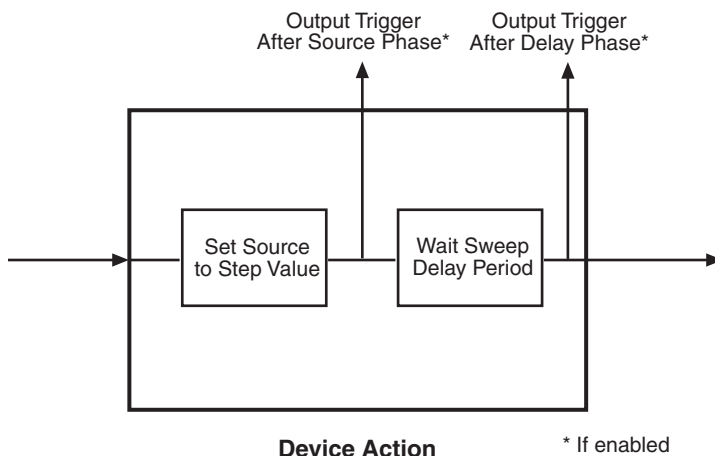 Output Trigger
After Source Phase*
Output Trigger
After Delay Phase*
Set Source
to Step Value
Wait Sweep
Delay Period
Device Action
* If enabled